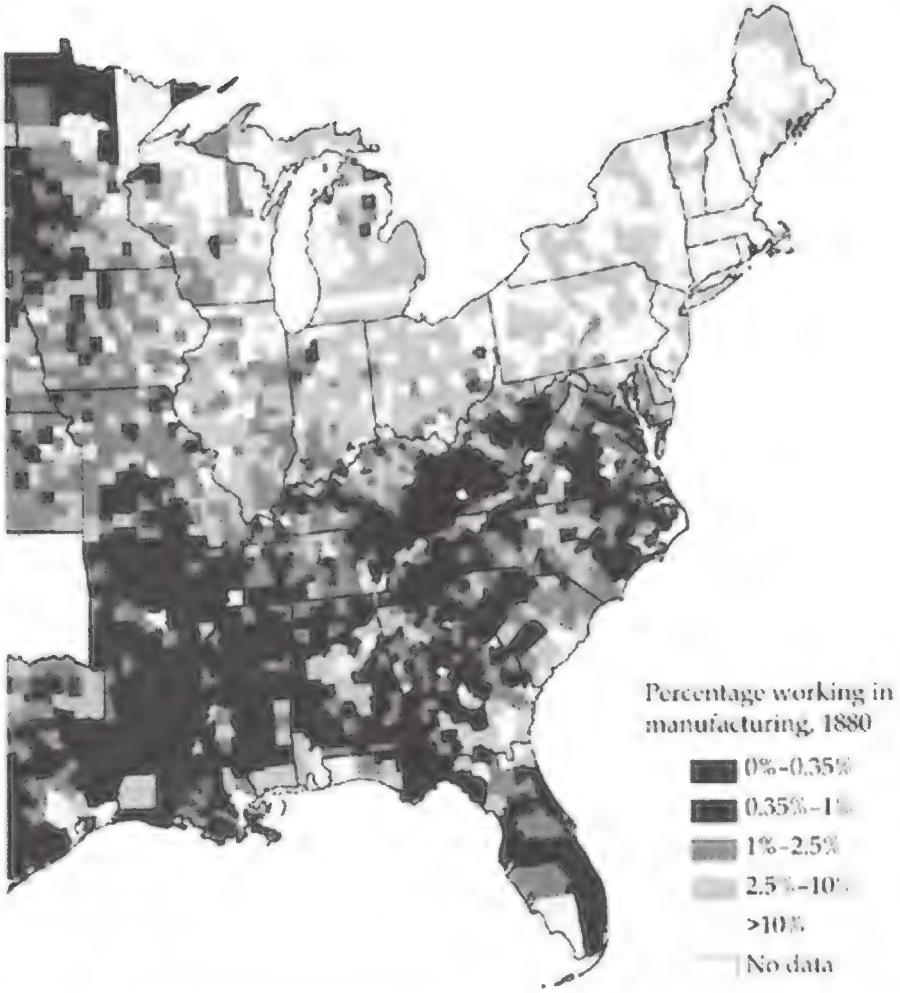 Percentage working in
manufacturing, 1880
0%–0.35%
0.35%–1%
1%–2.5%
2.5%–10%
>10%
No data